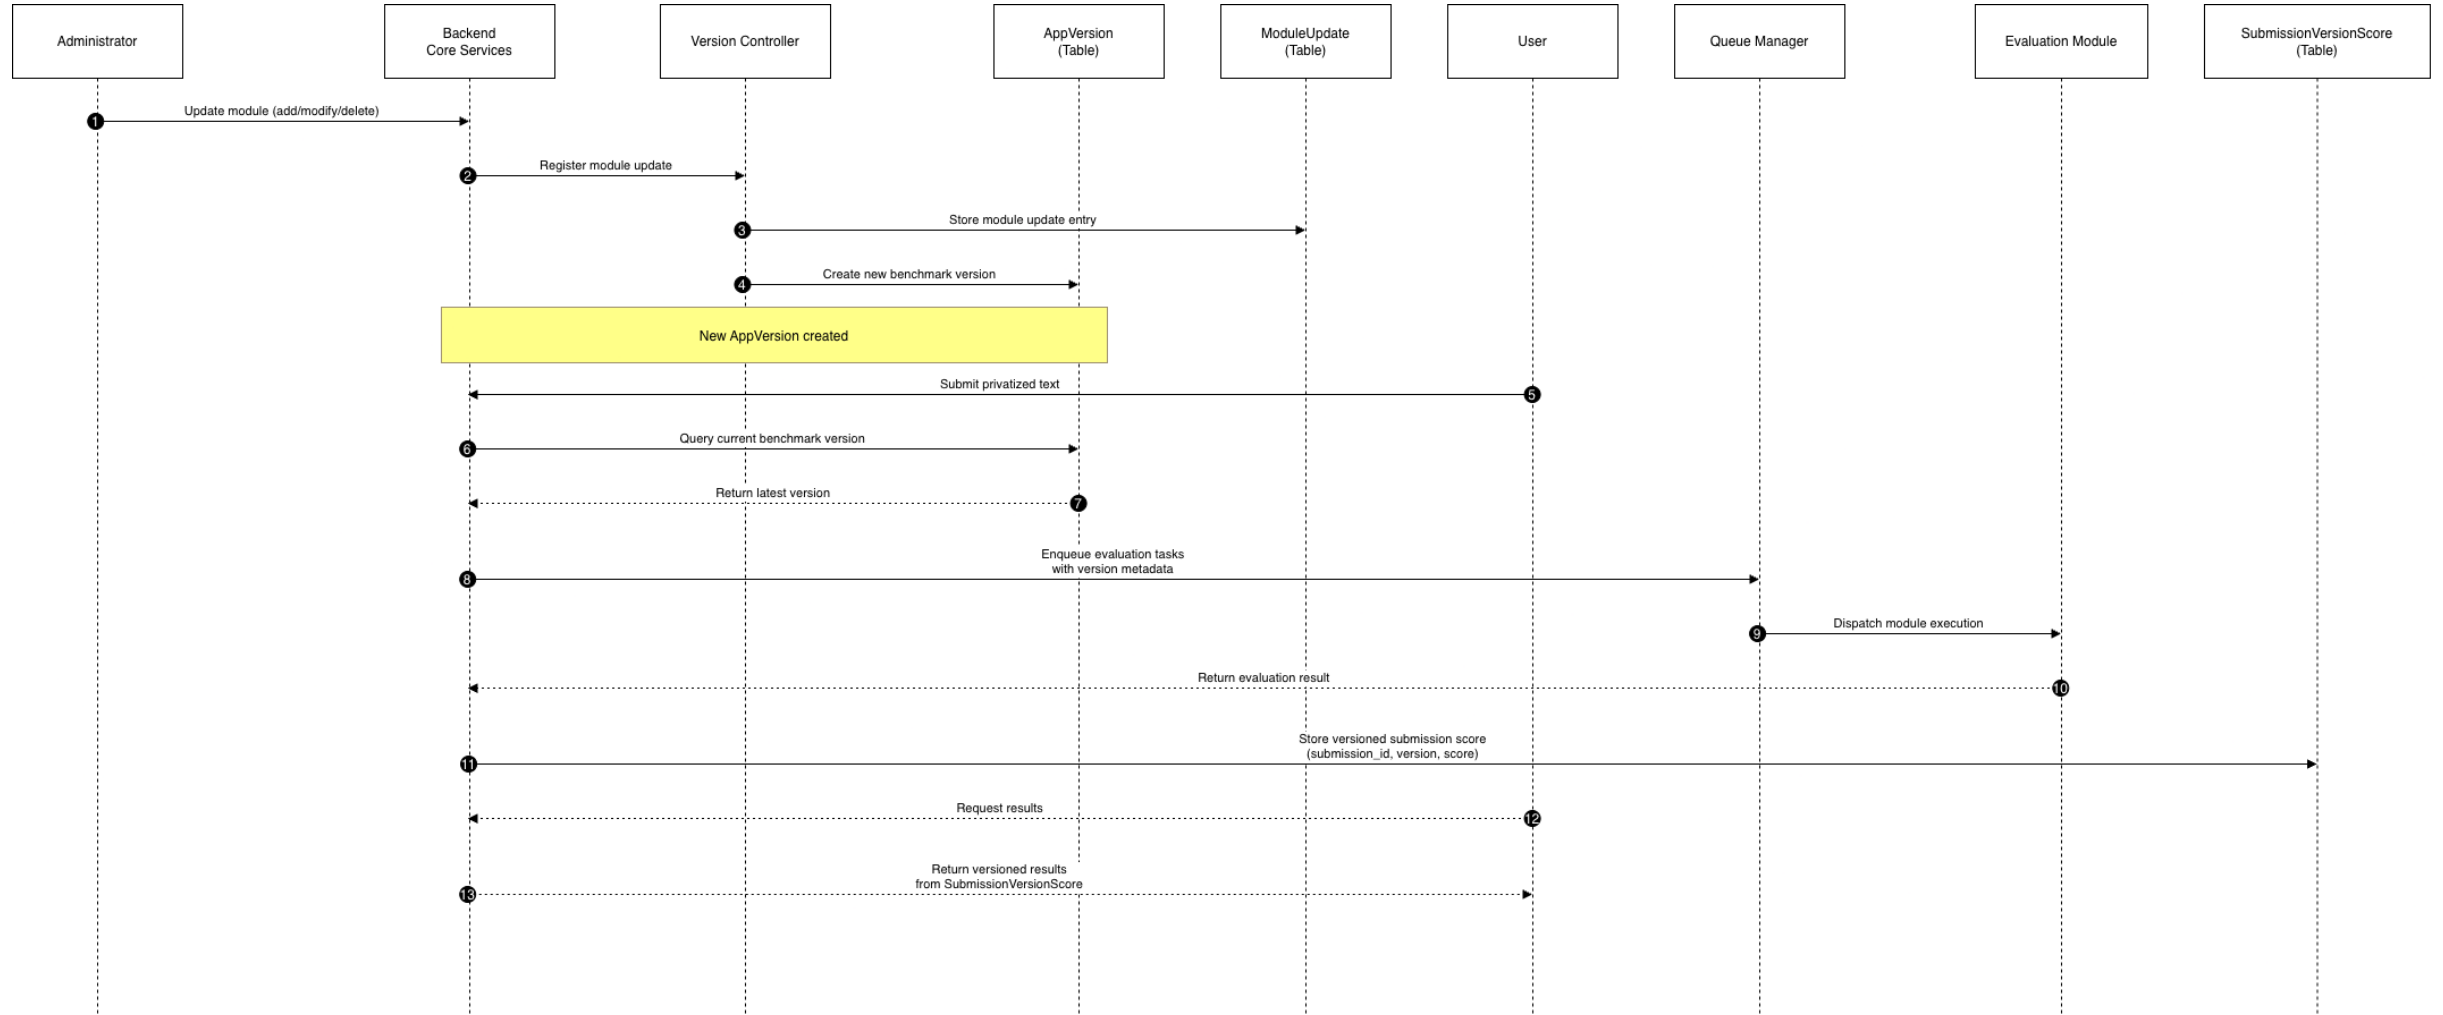 Administrator
Backend
Core Services
Version Controller
AppVersion
(Table)
ModuleUpdate
(Table)
User
Queue Manager
Evaluation Module
SubmissionVersionScore
(Table)
1
Update module (add/modify/delete)
2
Register module update
3
Store module update entry
4
Create new benchmark version
New AppVersion created
Submit privatized text
5
6
Query current benchmark version
Return latest version
7
8
Enqueue evaluation tasks
with version metadata
9
Dispatch module execution
Return evaluation result
10
11
Store versioned submission score
(submission_id, version, score)
Request results
12
13
Return versioned results
from SubmissionVersionScore